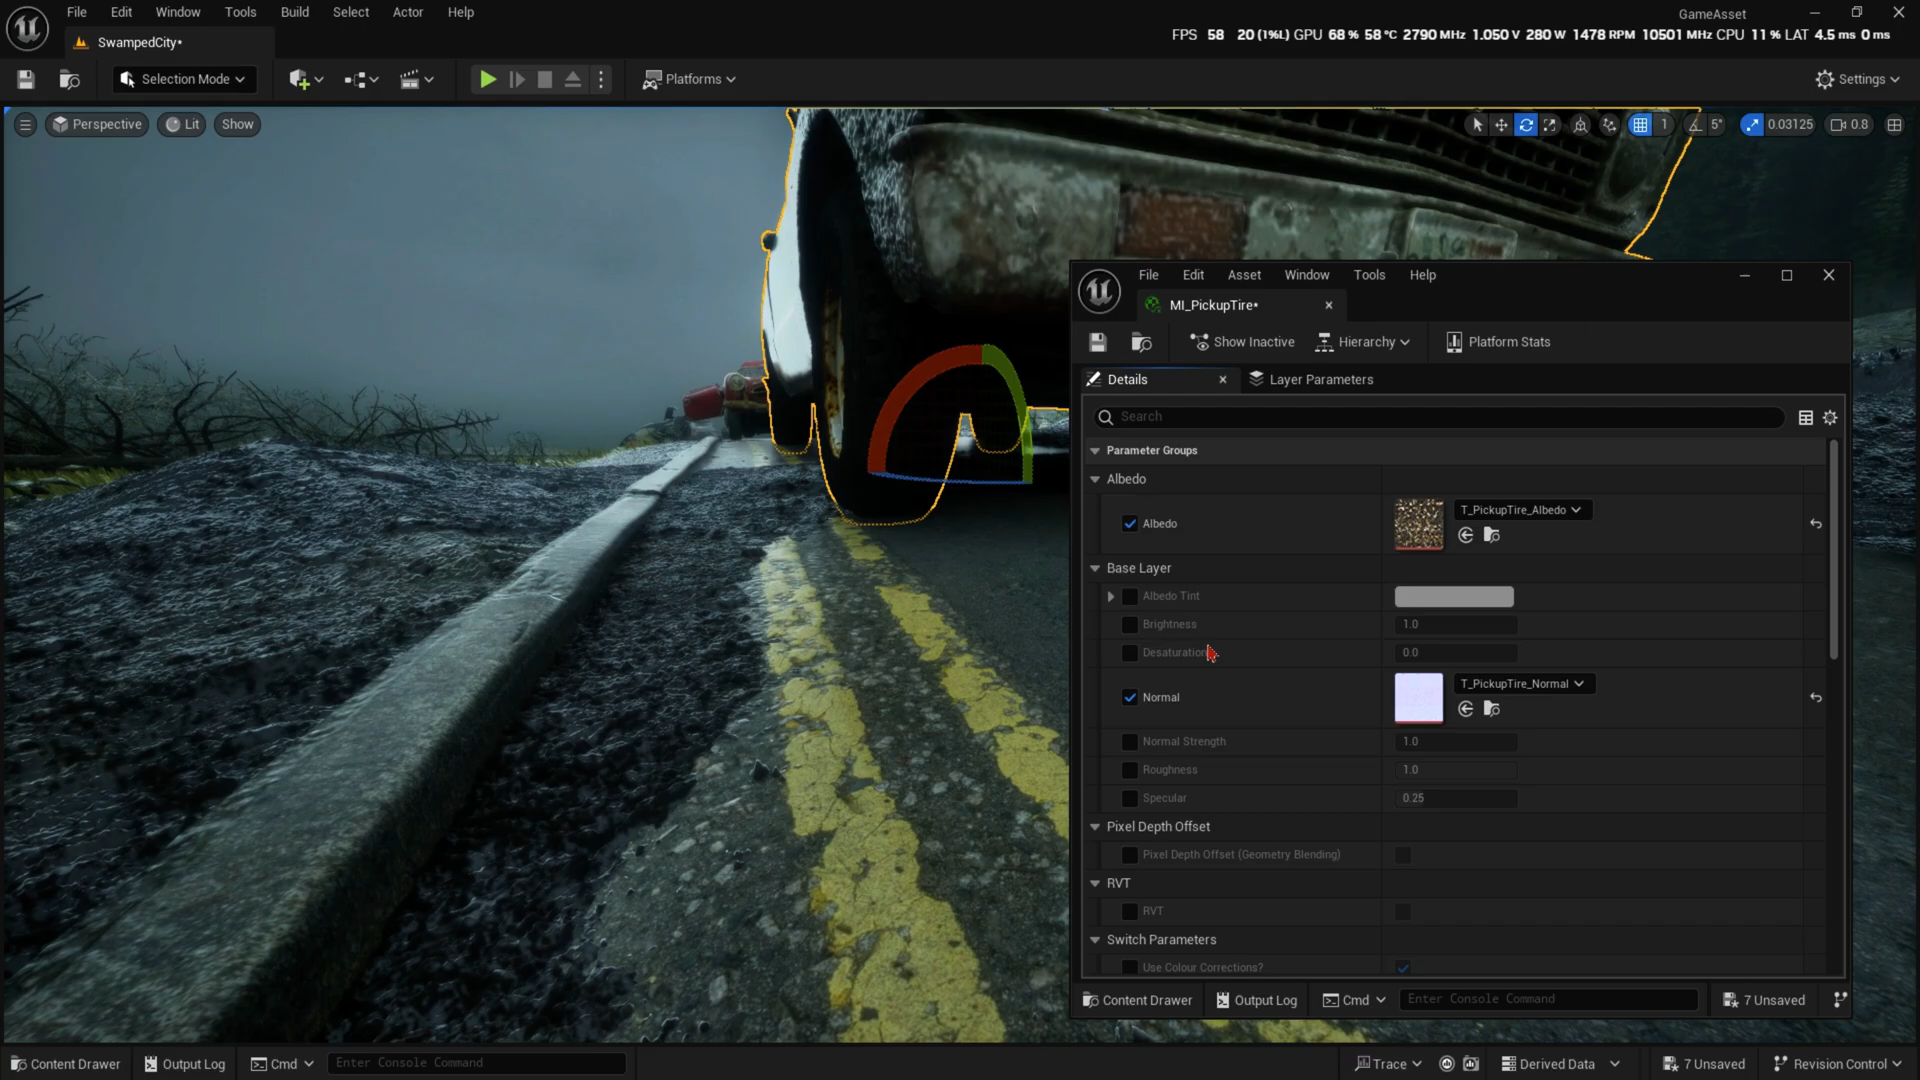 File Edit Window Tools Build Select Actor Help
GameAsset
SwampedCity•
FPS 58 20 (1%L) GPU 68 % 58 °C 2790 MHz 1.050 V 280 W 1478 RPM 10501 MHz CPU 11 % LAT 4.5 ms 0 ms
Selection Mode
Platforms
Settings
Perspective
Lit
Show
1
5°
0.03125
0.8
File Edit Asset Window Tools Help
MI_PickupTire•
Show Inactive
Hierarchy
Platform Stats
Details
Layer Parameters
Search
Parameter Groups
Albedo
Albedo
T_PickupTire_Albedo
Base Layer
Albedo Tint
Brightness
1.0
Desaturation
0.0
Normal
T_PickupTire_Normal
Normal Strength
1.0
Roughness
1.0
Specular
0.25
Pixel Depth Offset
Pixel Depth Offset (Geometry Blending)
RVT
RVT
Switch Parameters
Use Colour Corrections?
Content Drawer
Output Log
Cmd
Enter Console Command
7 Unsaved
Content Drawer
Output Log
Cmd
Enter Console Command
Trace
Derived Data
7 Unsaved
Revision Control